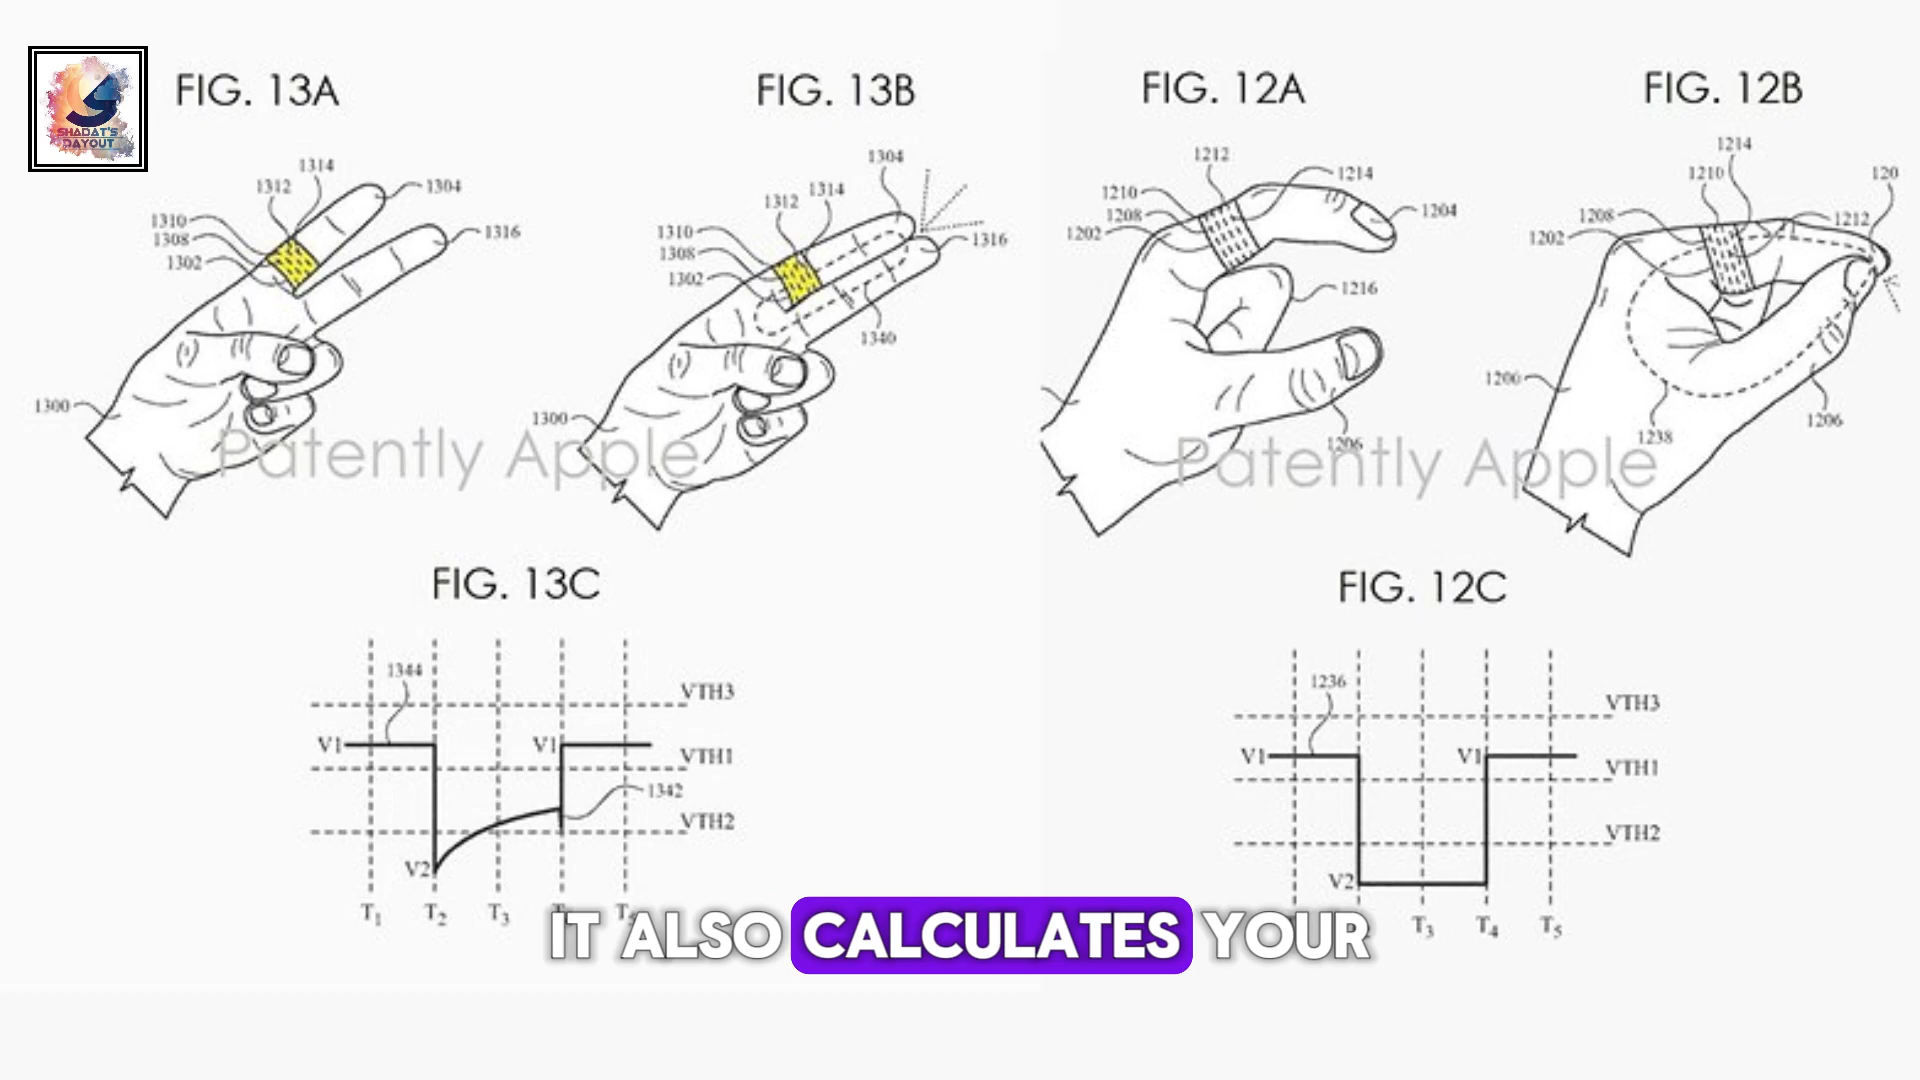 SHADAT'S
DAYOUT
FIG. 13A
FIG. 13B
FIG. 12A
FIG. 12B
1314
1312
1304
1310
1308
1302
1316
1300
1304
1314
1312
1310
1308
1302
1316
1340
1300
1212
1214
1210
1208
1202
1204
1216
1206
1214
1210
120
1208
1212
1202
1200
1206
1238
Patently Apple
Patently Apple
FIG. 13C
FIG. 12C
1344
VTH3
V1
V1
VTH1
1342
VTH2
V2
T1 T2 T3
1236
VTH3
V1
V1
VTH1
VTH2
V2
T3 T4 T5
IT ALSO CALCULATES YOUR